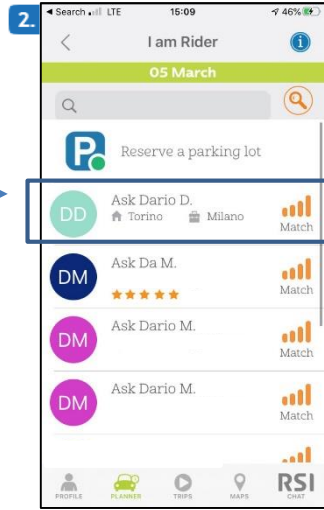 2.
Search LTE 15:09 46%
I am Rider
05 March
Reserve a parking lot
DD Ask Dario D.
Torino Milano Match
DM Ask Da M.
Match
DM Ask Dario M.
Match
DM Ask Dario M.
Match
PROFILE PLANNER TRIPS MAPS RSI CHAT